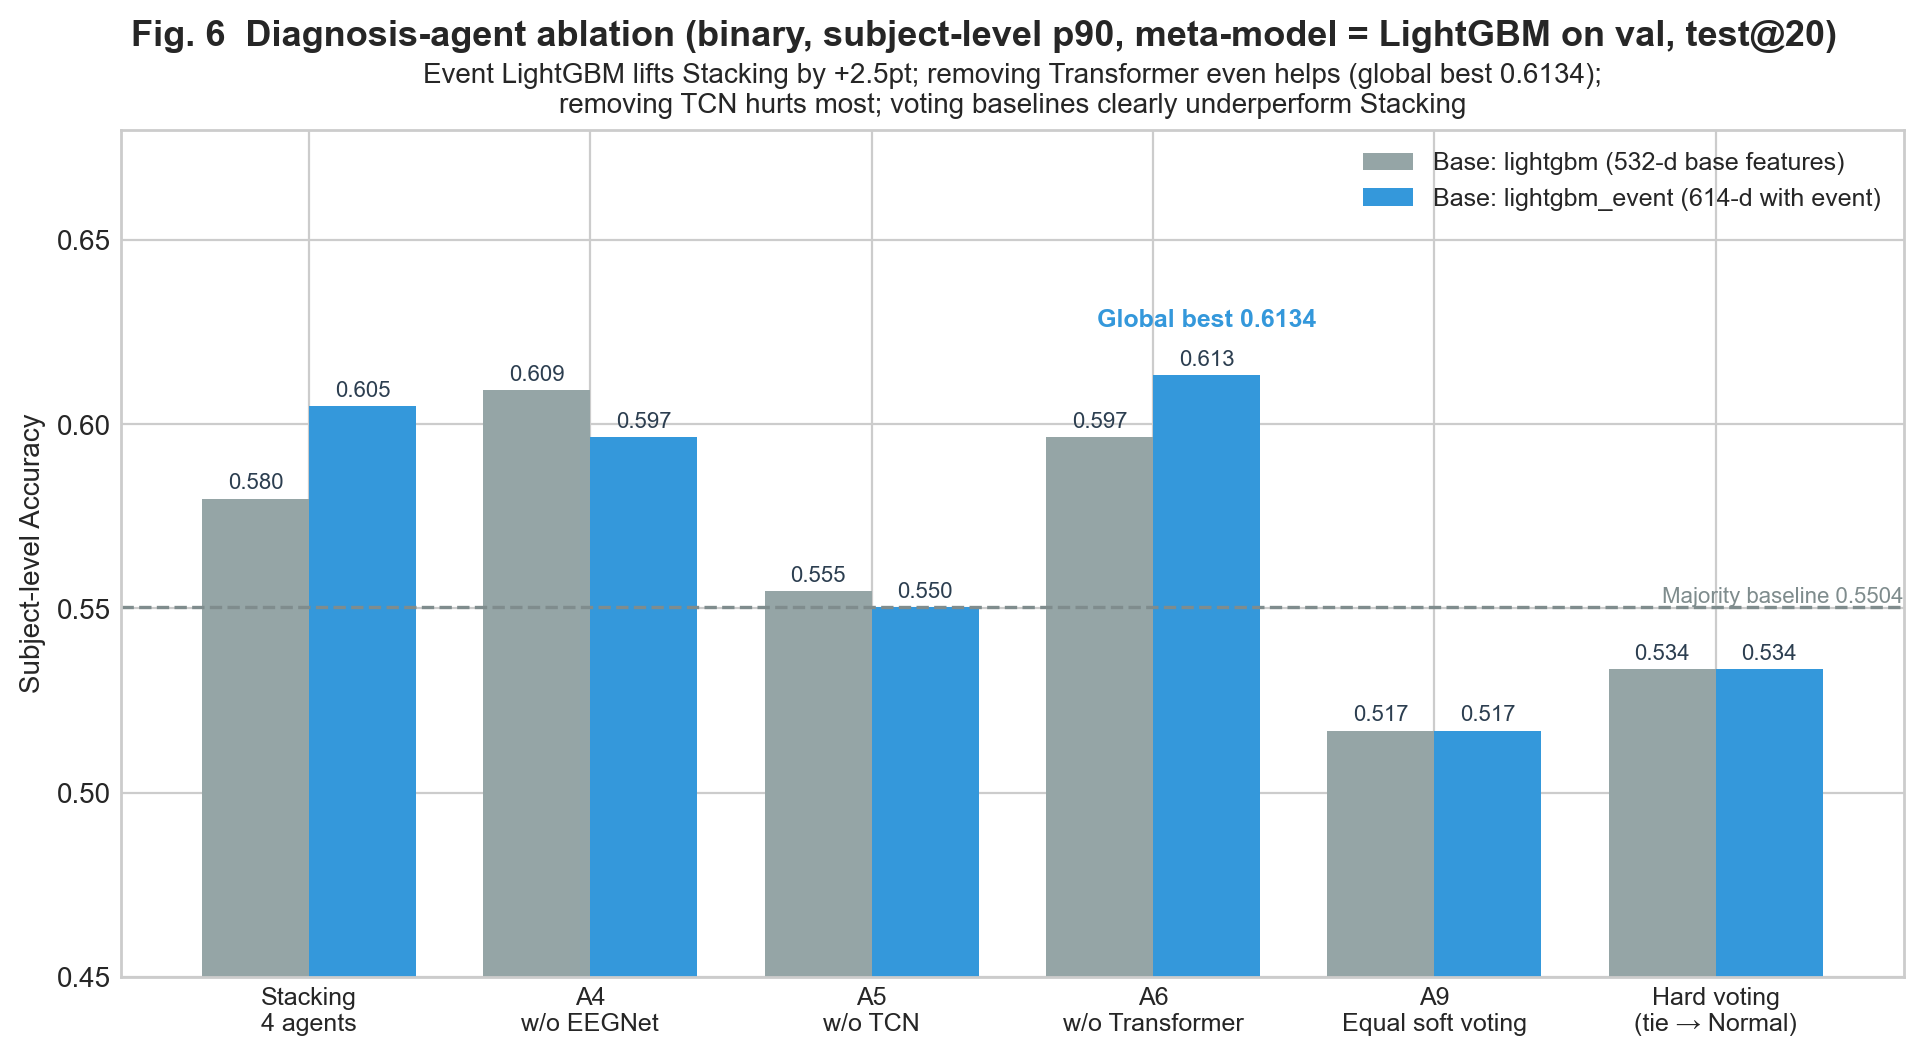 Fig. 6  Diagnosis-agent ablation (binary, subject-level p90, meta-model = LightGBM on val, test@20)
Event LightGBM lifts Stacking by +2.5pt; removing Transformer even helps (global best 0.6134);
removing TCN hurts most; voting baselines clearly underperform Stacking
Base: lightgbm (532-d base features)
Base: lightgbm_event (614-d with event)
Subject-level Accuracy
0.65
0.60
0.55
0.50
0.45
Global best 0.6134
0.580
0.605
0.609
0.597
0.555
0.550
0.597
0.613
0.517
0.517
0.534
0.534
Majority baseline 0.5504
Stacking
4 agents
A4
w/o EEGNet
A5
w/o TCN
A6
w/o Transformer
A9
Equal soft voting
Hard voting
(tie → Normal)